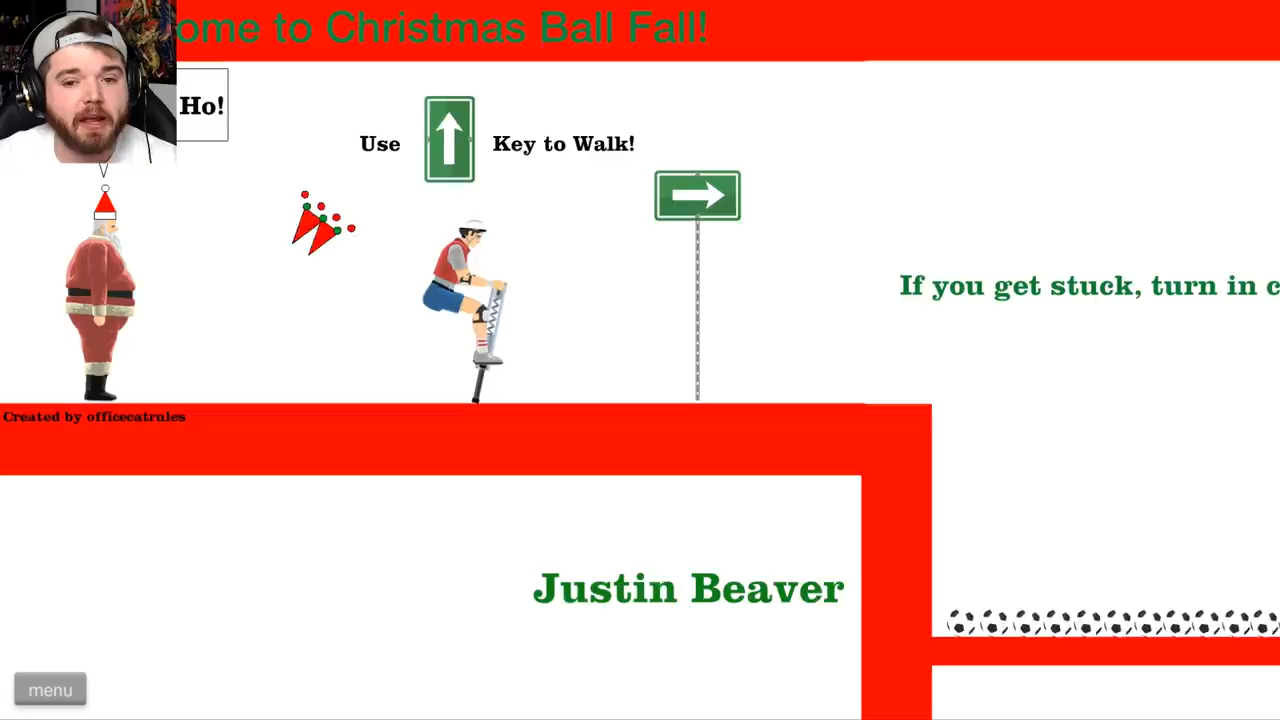 ome to Christmas Ball Fall!
Ho!
Use
Key to Walk!
If you get stuck, turn in c
Created by officecatrules
Justin Beaver
menu